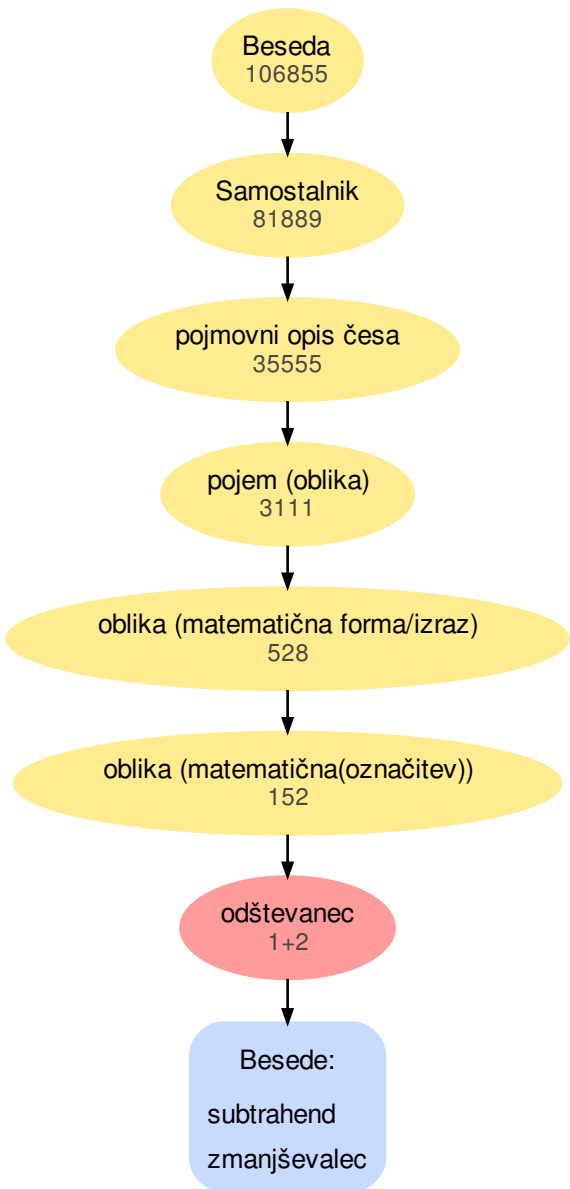 Beseda
106855
Samostalnik
81889
pojmovni opis česa
35555
pojem (oblika)
3111
oblika (matematična forma/izraz)
528
oblika (matematična(označitev))
152
odštevanec
1+2
Besede:
subtrahend
zmanjševalec